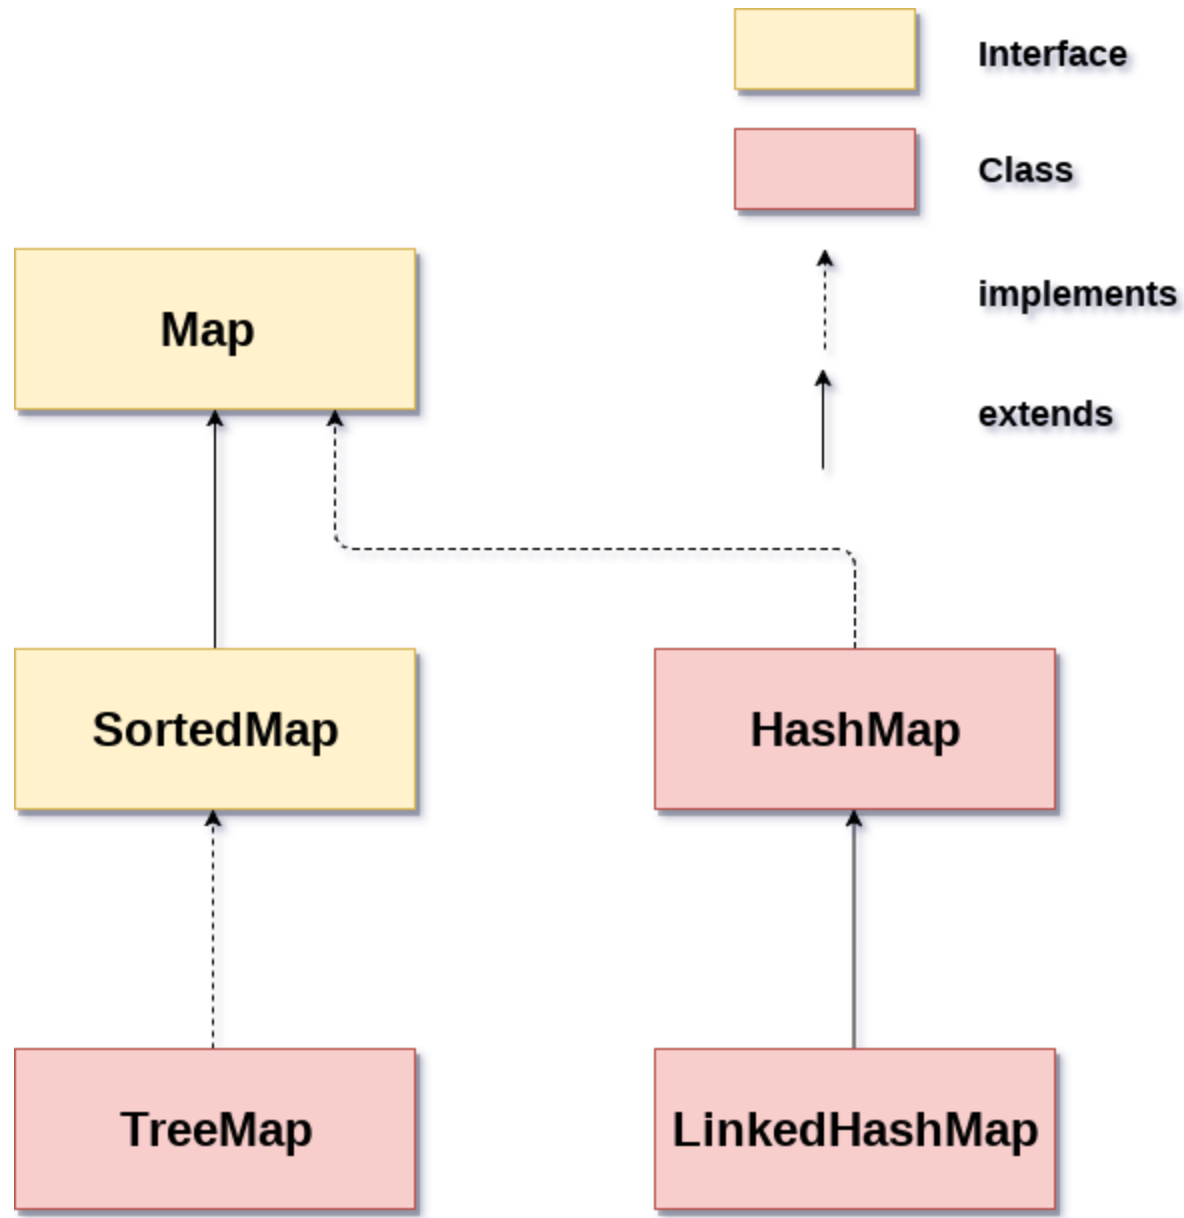 Interface
Class
implements
extends
Map
SortedMap
HashMap
TreeMap
LinkedHashMap